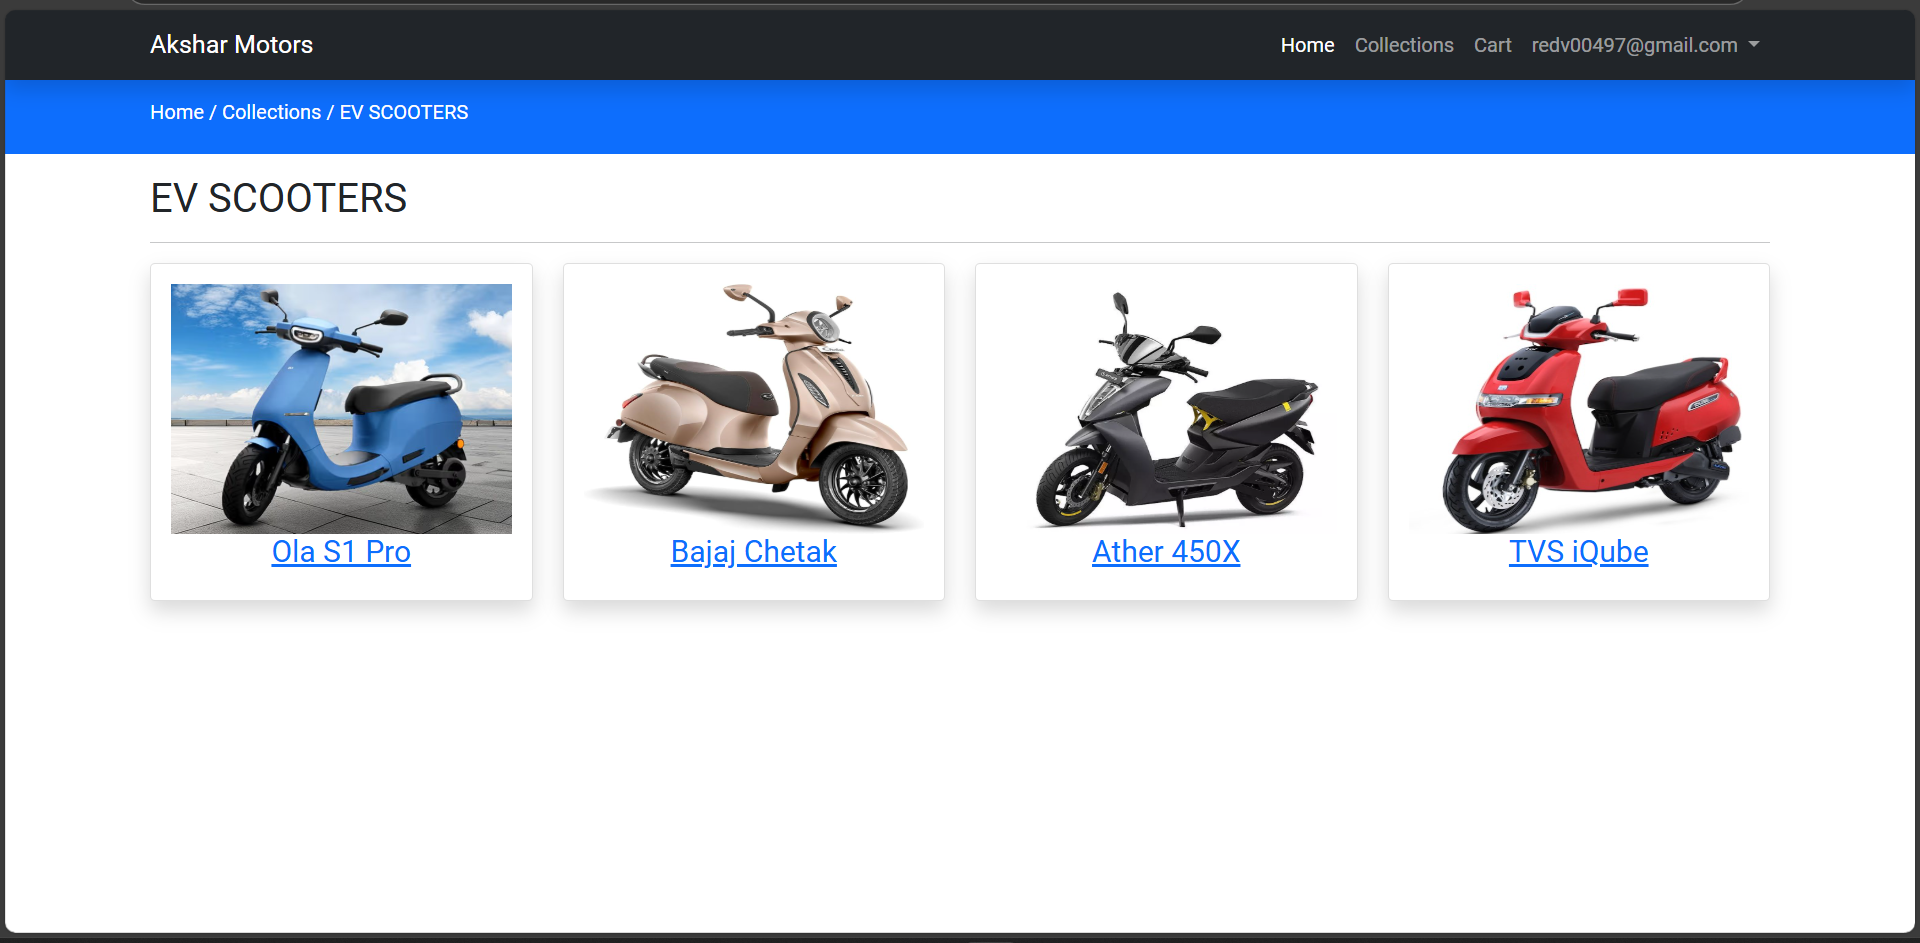 Akshar Motors
Home Collections Cart redv00497@gmail.com
Home / Collections / EV SCOOTERS
EV SCOOTERS
Ola S1 Pro
Bajaj Chetak
Ather 450X
TVS iQube